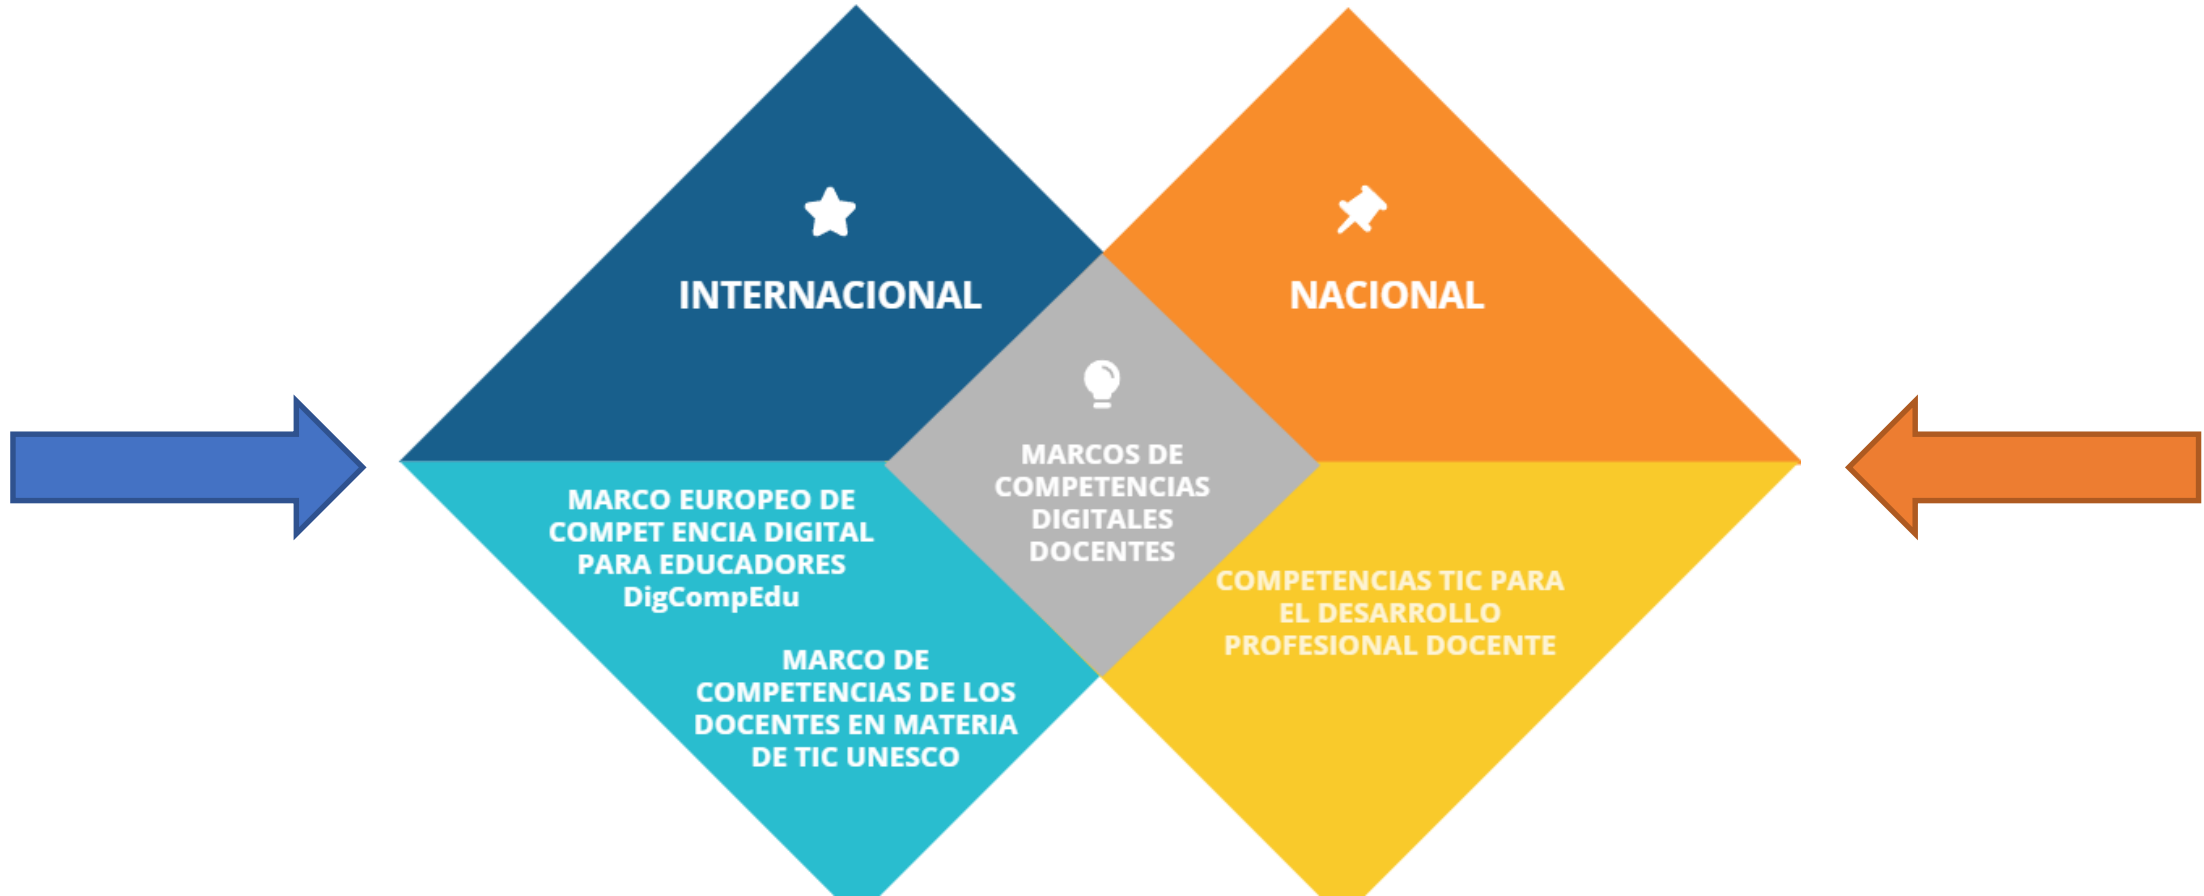 INTERNACIONAL
NACIONAL
MARCOS DE
COMPETENCIAS
DIGITALES
DOCENTES
MARCO EUROPEO DE
COMPET ENCIA DIGITAL
PARA EDUCADORES
DigCompEdu
MARCO DE
COMPETENCIAS DE LOS
DOCENTES EN MATERIA
DE TIC UNESCO
COMPETENCIAS TIC PARA
EL DESARROLLO
PROFESIONAL DOCENTE